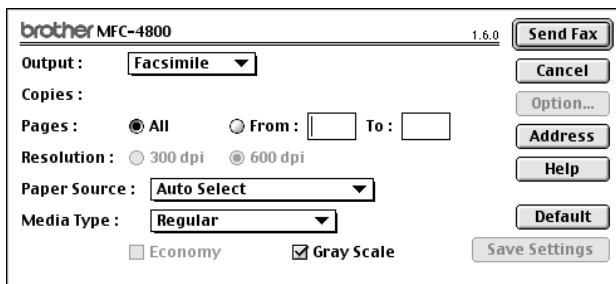 brother MFC-4800 1.6.0 Send Fax
Output : Facsimile Cancel
Copies : Option...
Pages : All From : To : Address
Resolution : 300 dpi 600 dpi Help
Paper Source : Auto Select
Media Type : Regular Default
Economy Gray Scale Save Settings